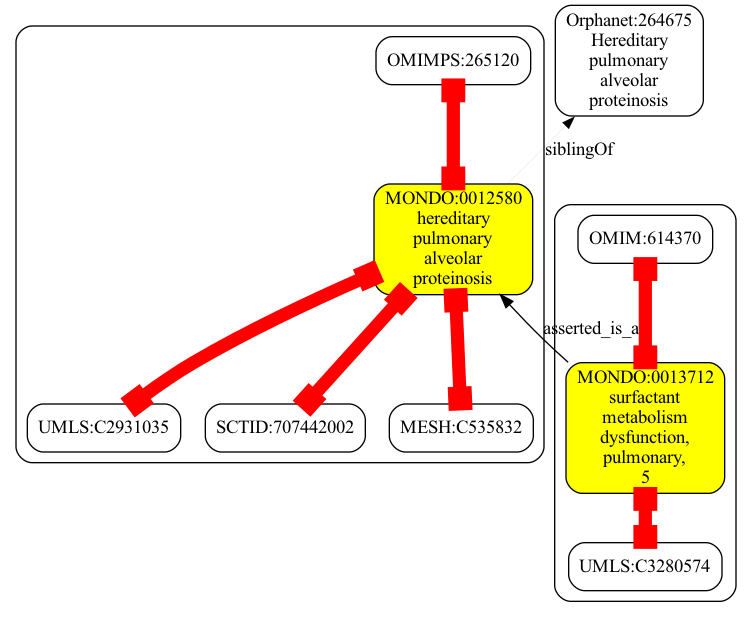 OMIMPS:265120
Orphanet:264675
Hereditary
pulmonary
alveolar
proteinosis
siblingOf
MONDO:0012580
hereditary
pulmonary
alveolar
proteinosis
OMIM:614370
asserted_is_a
MONDO:0013712
surfactant
metabolism
dysfunction,
pulmonary,
5
UMLS:C2931035
SCTID:707442002
MESH:C535832
UMLS:C3280574